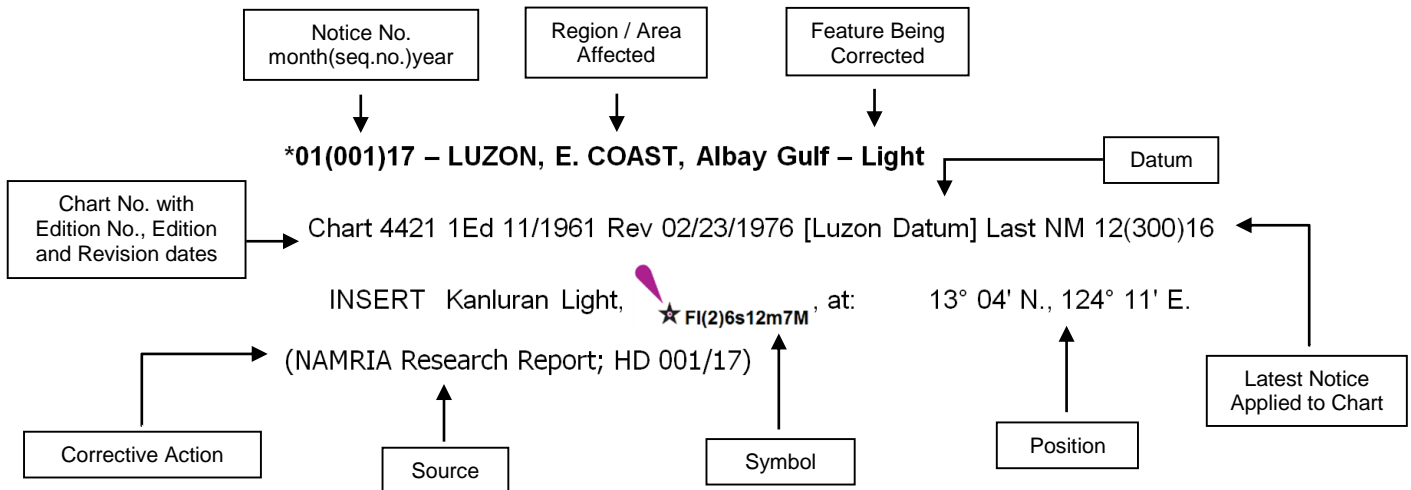 Notice No.
month(seq.no.)year
Region / Area
Affected
Feature Being
Corrected
*01(001)17 – LUZON, E. COAST, Albay Gulf – Light
Datum
Chart No. with
Edition No., Edition
and Revision dates
Chart 4421 1Ed 11/1961 Rev 02/23/1976 [Luzon Datum] Last NM 12(300)16
INSERT Kanluran Light, Fl(2)6s12m7M, at: 13° 04' N., 124° 11' E.
(NAMRIA Research Report; HD 001/17)
Latest Notice
Applied to Chart
Corrective Action
Source
Symbol
Position